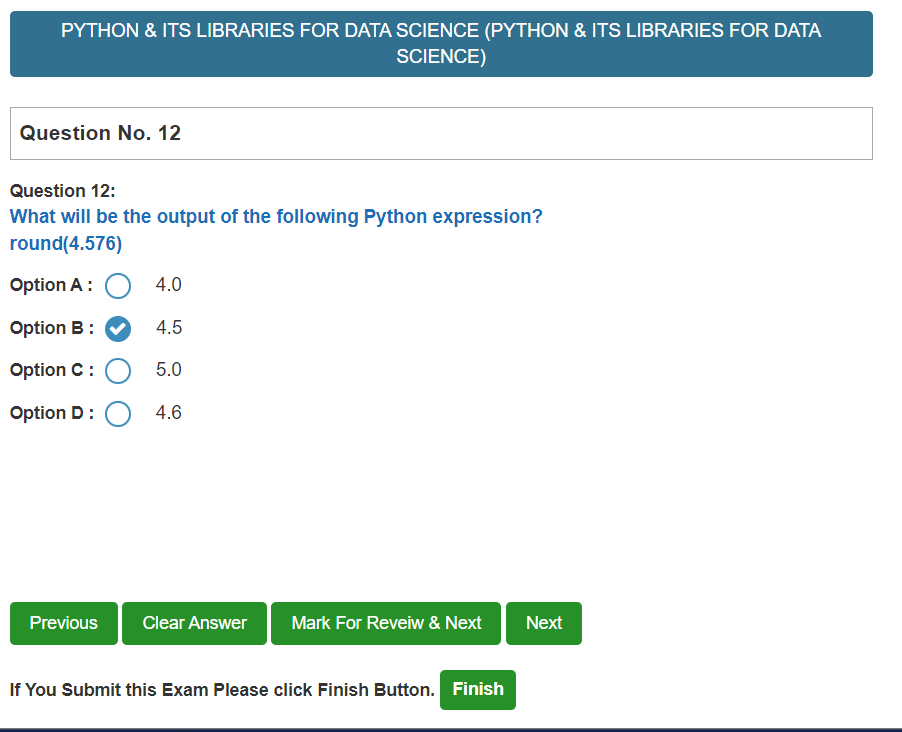 PYTHON & ITS LIBRARIES FOR DATA SCIENCE (PYTHON & ITS LIBRARIES FOR DATA
SCIENCE)
Question No. 12
Question 12:
What will be the output of the following Python expression?
round(4.576)
Option A : 4.0
Option B : 4.5
Option C : 5.0
Option D : 4.6
Previous Clear Answer Mark For Reveiw & Next Next
If You Submit this Exam Please click Finish Button. Finish